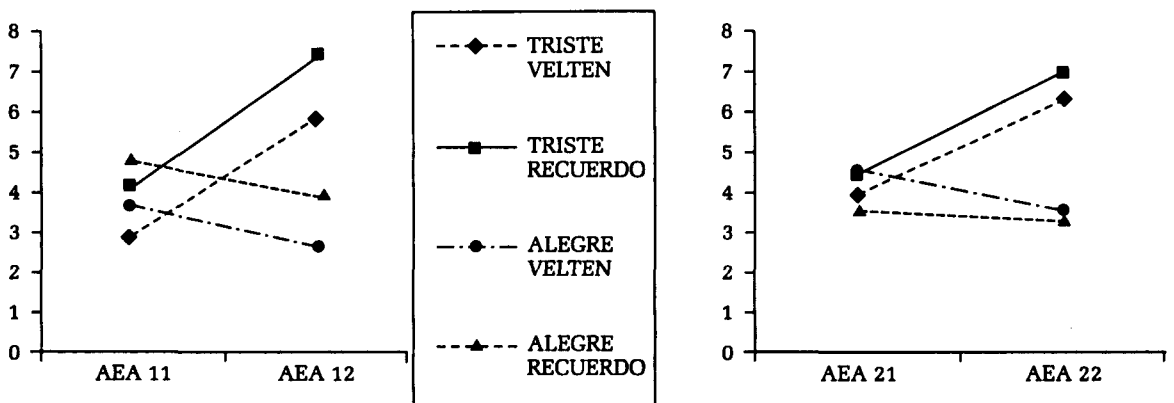 8
7
6
5
4
3
2
1
0
AEA 11 AEA 12
TRISTE
VELTEN
TRISTE
RECUERDO
ALEGRE
VELTEN
ALEGRE
RECUERDO
8
7
6
5
4
3
2
1
0
AEA 21 AEA 22